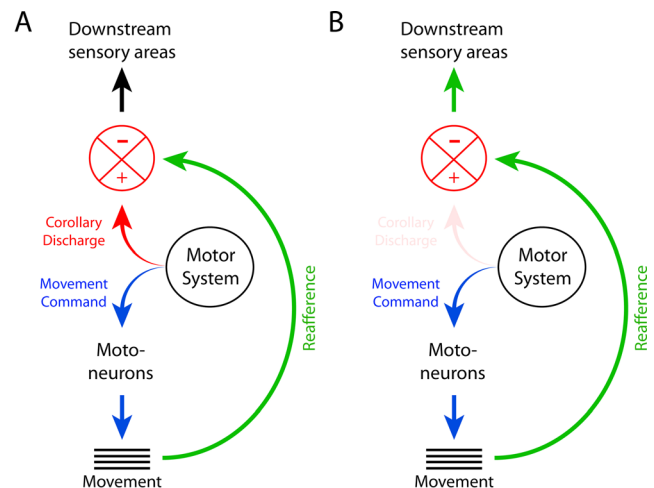 A
Downstream
sensory areas
−
+
Corollary
Discharge
Motor
System
Movement
Command
Reafference
Moto-
neurons
Movement
B
Downstream
sensory areas
−
+
Corollary
Discharge
Motor
System
Movement
Command
Reafference
Moto-
neurons
Movement